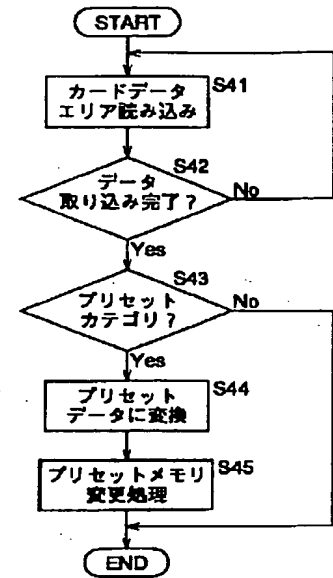 START
カードデータ
エリア読み込み
S41
データ
取り込み完了?
S42
No
Yes
プリセット
カテゴリ?
S43
No
Yes
プリセット
データに変換
S44
プリセットメモリ
変更処理
S45
END